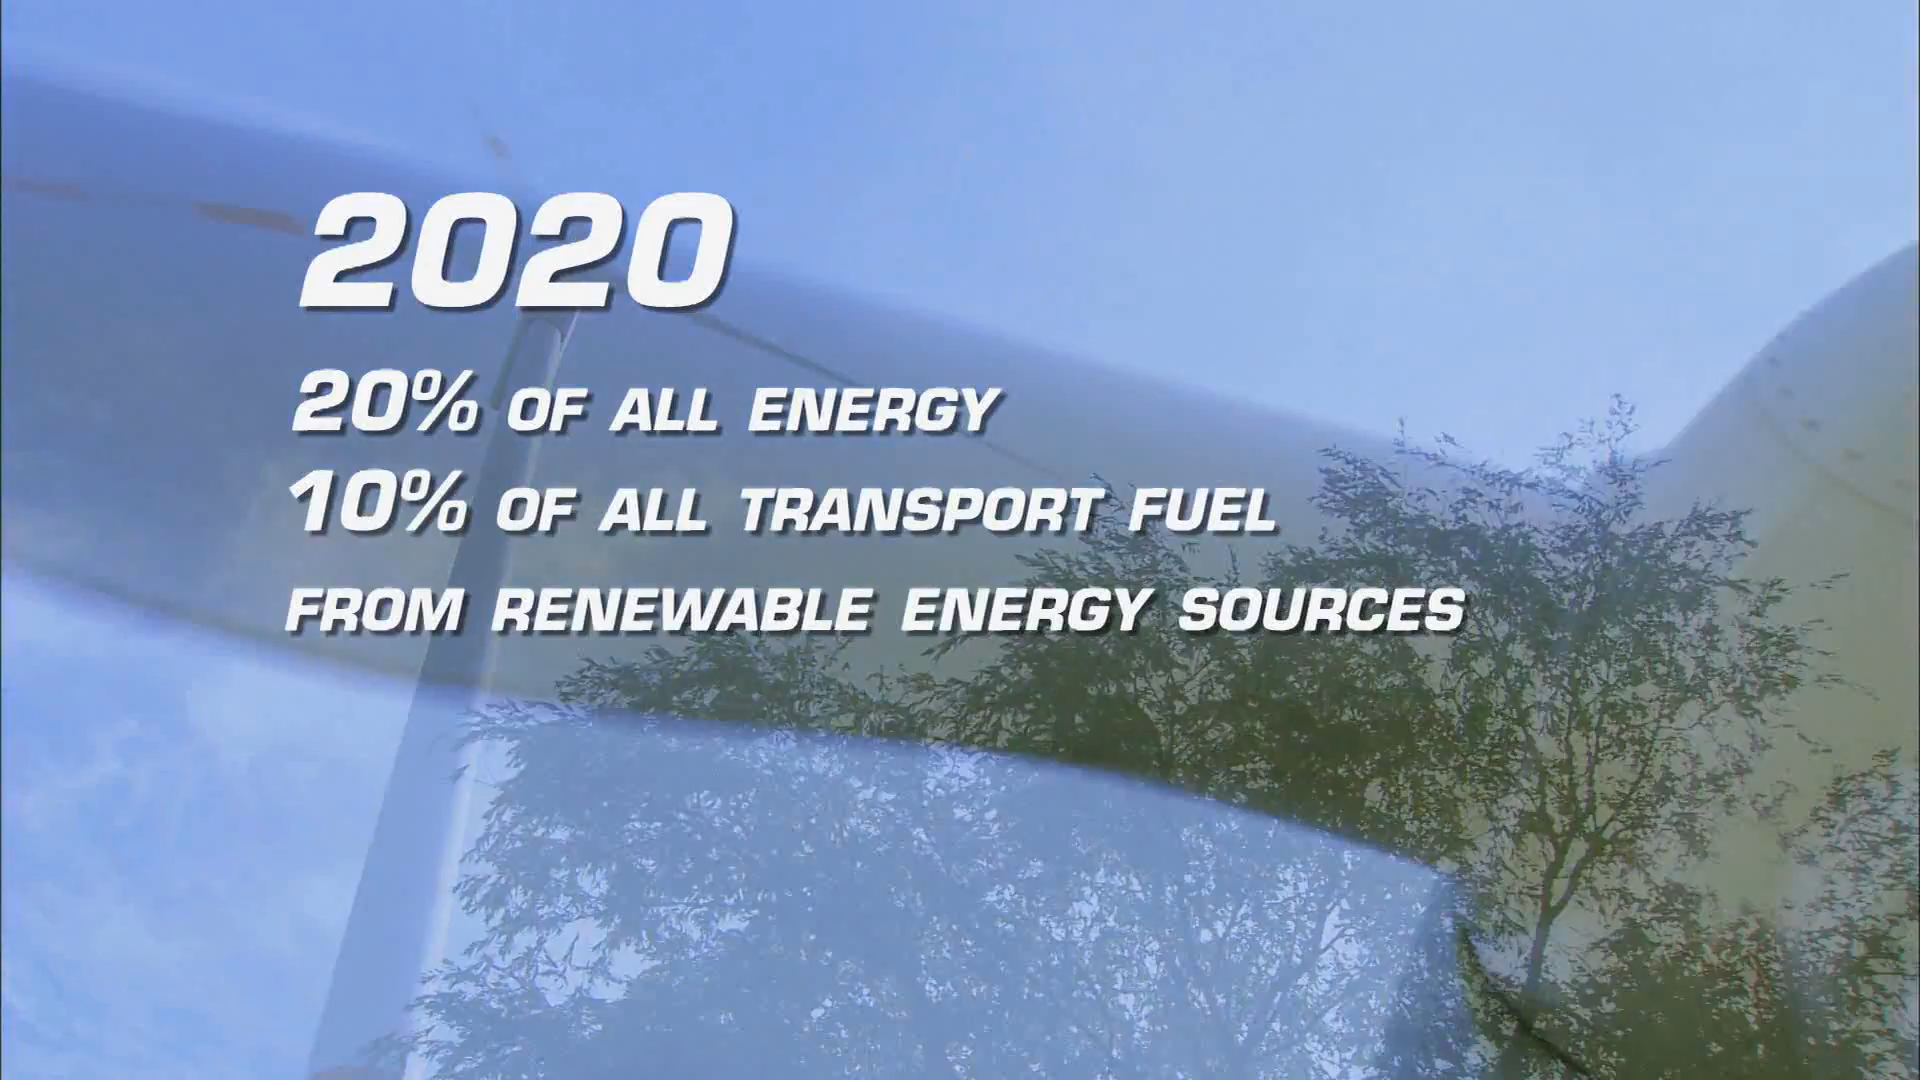 2020
20% OF ALL ENERGY
10% OF ALL TRANSPORT FUEL
FROM RENEWABLE ENERGY SOURCES